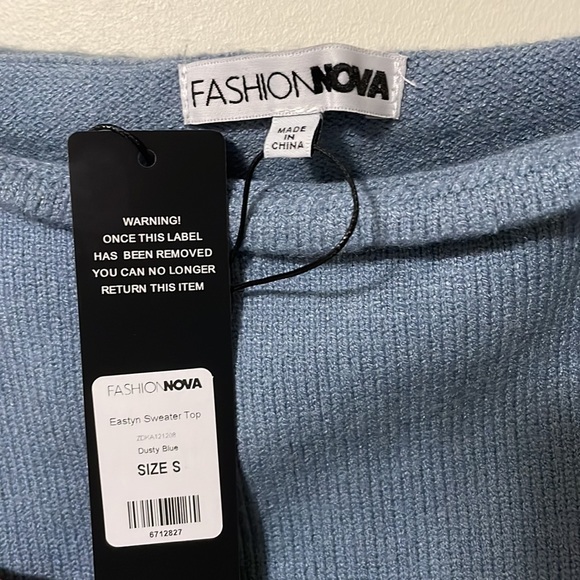 FASHIONNOVA
MADE
IN
CHINA
WARNING!
ONCE THIS LABEL
HAS BEEN REMOVED
YOU CAN NO LONGER
RETURN THIS ITEM
FASHIONNOVA
Eastyn Sweater Top
Dusty Blue
SIZE S
6712827